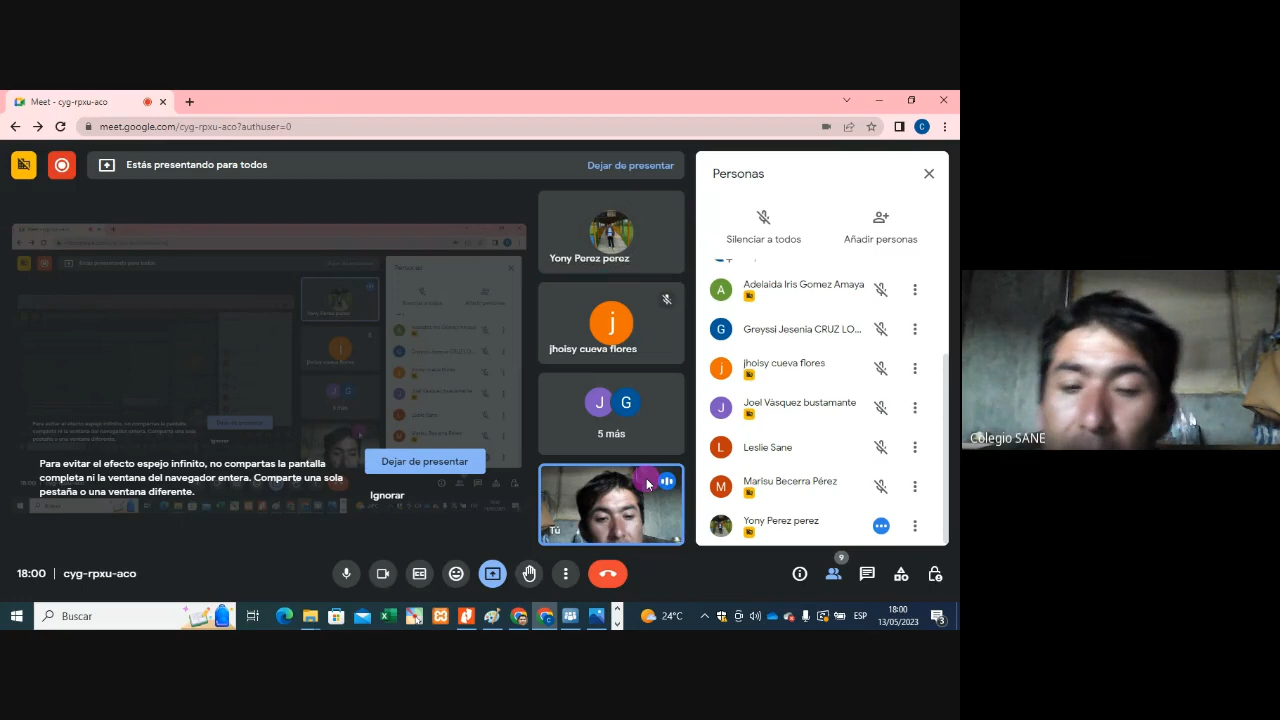 Meet - cyg-rpxu-aco
meet.google.com/cyg-rpxu-aco?authuser=0
C
Estás presentando para todos
Dejar de presentar
Personas
Silenciar a todos
Añadir personas
Yony Perez perez
j
jhoisy cueva flores
J G
5 más
Tú
A Adelaida Iris Gomez Amaya
G Greyssi Jesenia CRUZ LO...
j jhoisy cueva flores
J Joel Vàsquez bustamante
L Leslie Sane
M Marisu Becerra Pérez
Yony Perez perez
Para evitar el efecto espejo infinito, no compartas la pantalla
completa ni la ventana del navegador entera. Comparte una sola
pestaña o una ventana diferente.
Dejar de presentar
Ignorar
18:00 | cyg-rpxu-aco
9
Buscar
24°C
ESP
18:00
13/05/2023
3
Colegio SANE